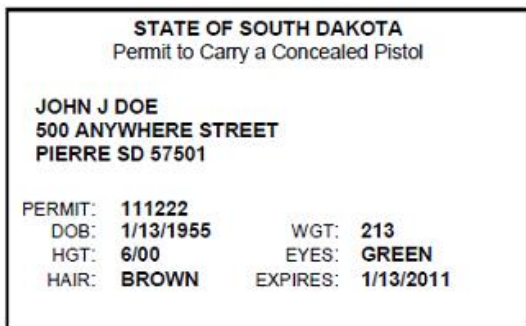 STATE OF SOUTH DAKOTA
Permit to Carry a Concealed Pistol
JOHN J DOE
500 ANYWHERE STREET
PIERRE SD 57501
PERMIT: 111222
DOB: 1/13/1955 WGT: 213
HGT: 6/00 EYES: GREEN
HAIR: BROWN EXPIRES: 1/13/2011